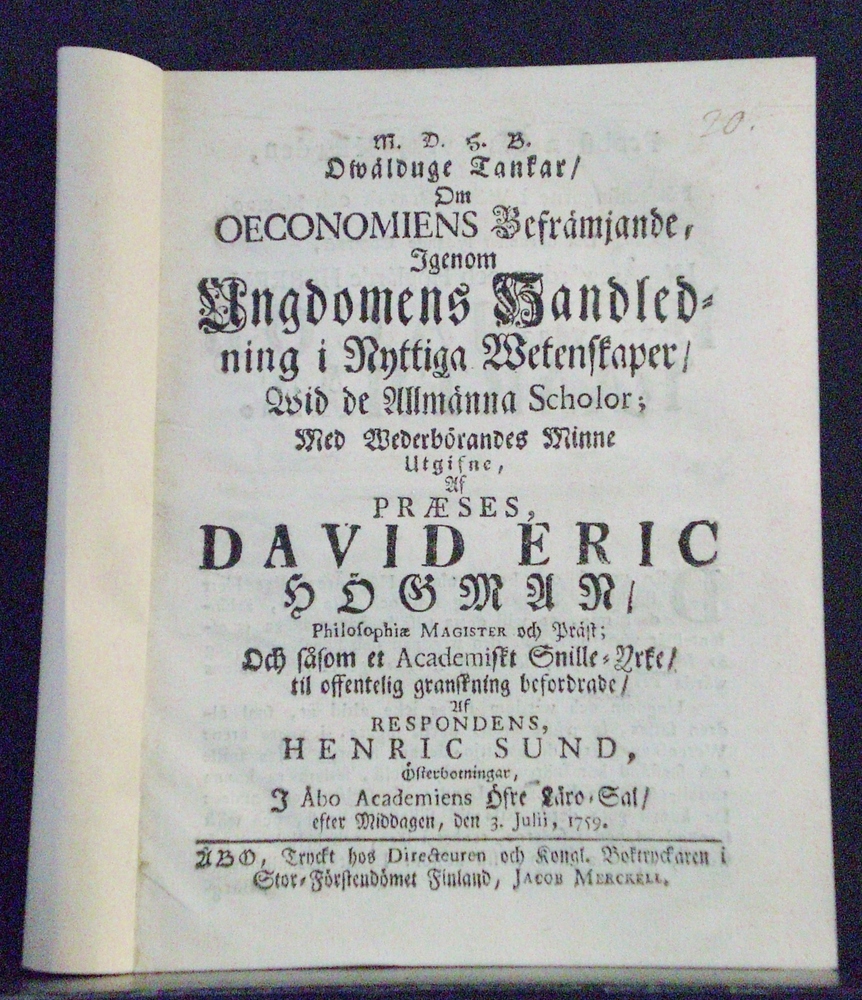 20.
M. D. H. B.
Owälduge Tankar/
Om
OECONOMIENS Befrämjande,
Igenom
Ungdomens Handled-
ning i Nyttiga Wetenskaper/
Wid de Allmänna Scholor;
Med Wederbörandes Minne
Utgifne,
Af
PRÆSES,
DAVID ERIC
HÖGMAN/
Philosophiæ MAGISTER och Präst;
Och såsom et Academiskt Snille-Yrke/
til offentelig granskning befordrade/
Af
RESPONDENS,
HENRIC SUND,
Österbotningar,
I Åbo Academiens Öfre Läro-Sal/
efter Middagen, den 3. Julii, 1759.
ÅBO, Tryckt hos Directeuren och Kongl. Boktryckaren i
Stor-Förstendömet Finland, JACOB MERCKELL.